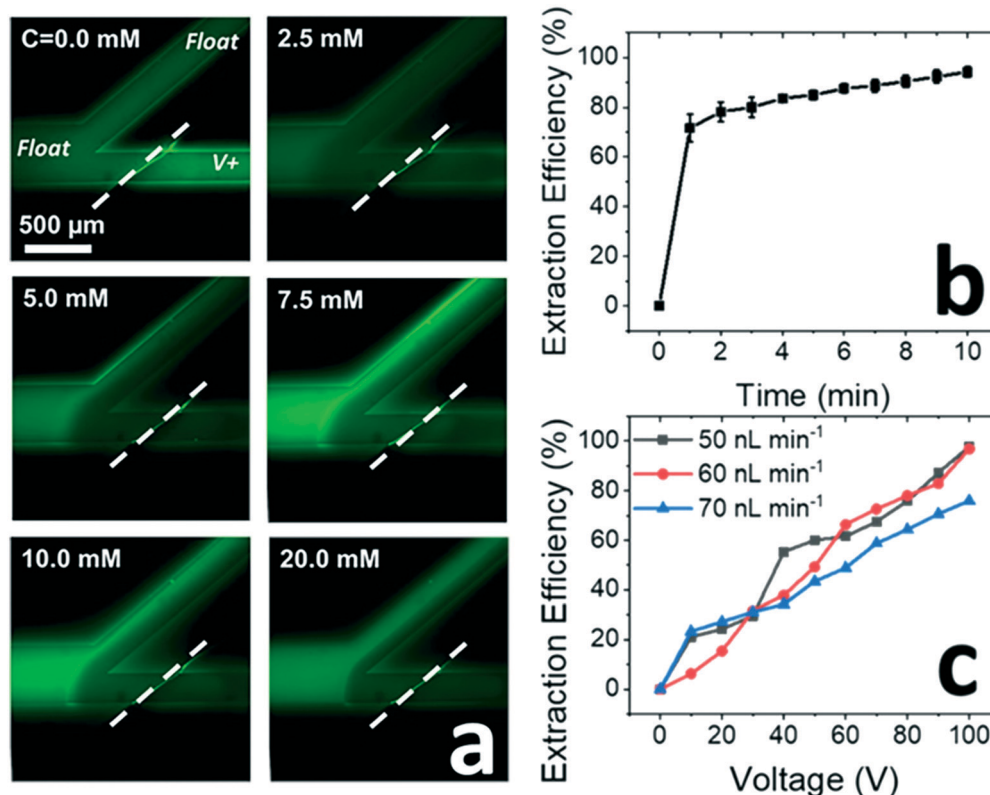 C=0.0 mM
Float
Float
V+
500 μm
2.5 mM
5.0 mM
7.5 mM
10.0 mM
20.0 mM
a
Extraction Efficiency (%)
100
80
60
40
20
0
0 2 4 6 8 10
Time (min)
b
Extraction Efficiency (%)
100
80
60
40
20
0
50 nL min⁻¹
60 nL min⁻¹
70 nL min⁻¹
0 20 40 60 80 100
Voltage (V)
c